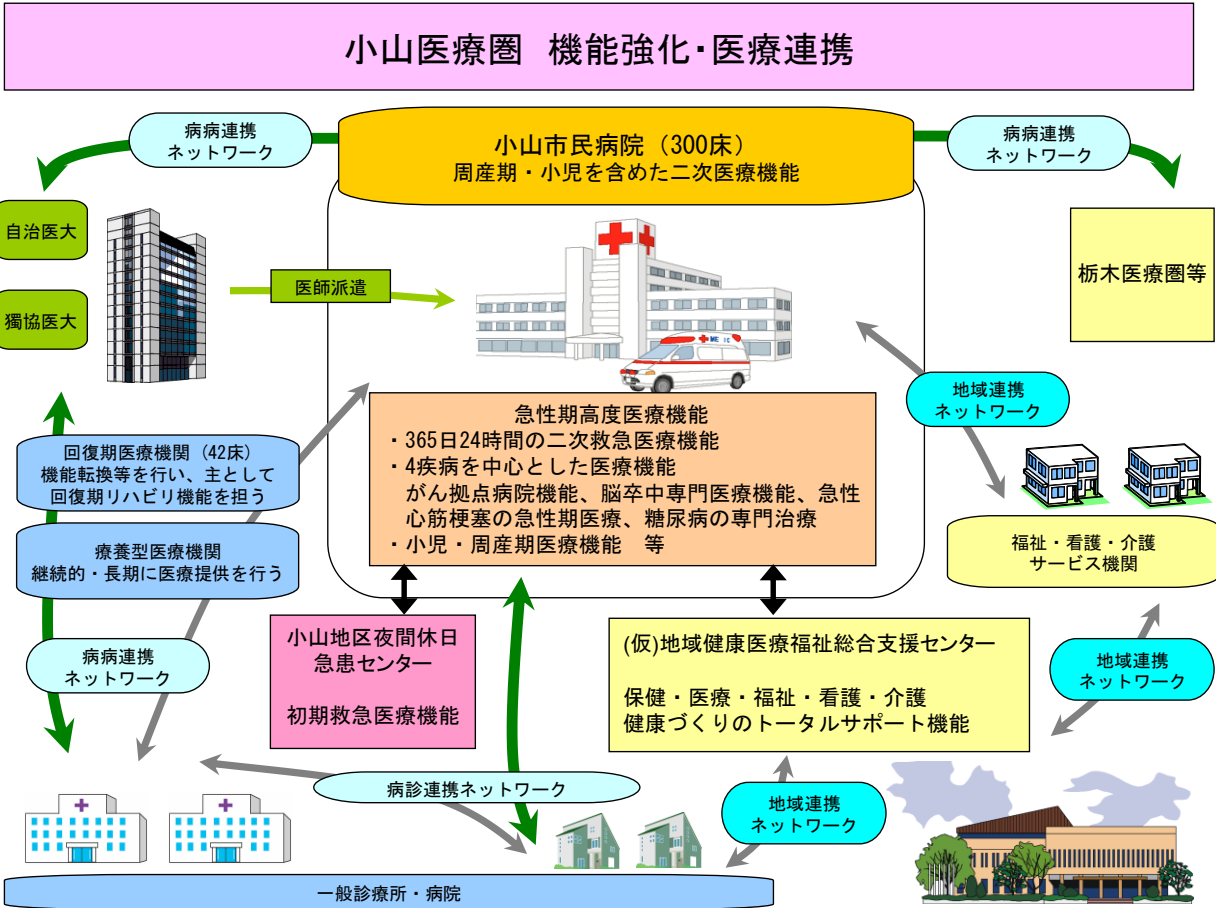 小山医療圏 機能強化・医療連携
病病連携
ネットワーク
小山市民病院（300床）
周産期・小児を含めた二次医療機能
病病連携
ネットワーク
自治医大
獨協医大
医師派遣
栃木医療圏等
地域連携
ネットワーク
急性期高度医療機能
・365日24時間の二次救急医療機能
・4疾病を中心とした医療機能
がん拠点病院機能、脳卒中専門医療機能、急性
心筋梗塞の急性期医療、糖尿病の専門治療
・小児・周産期医療機能　等
回復期医療機関（42床）
機能転換等を行い、主として
回復期リハビリ機能を担う
療養型医療機関
継続的・長期に医療提供を行う
福祉・看護・介護
サービス機関
病病連携
ネットワーク
小山地区夜間休日
急患センター
初期救急医療機能
(仮)地域健康医療福祉総合支援センター
保健・医療・福祉・看護・介護
健康づくりのトータルサポート機能
地域連携
ネットワーク
病診連携ネットワーク
地域連携
ネットワーク
一般診療所・病院